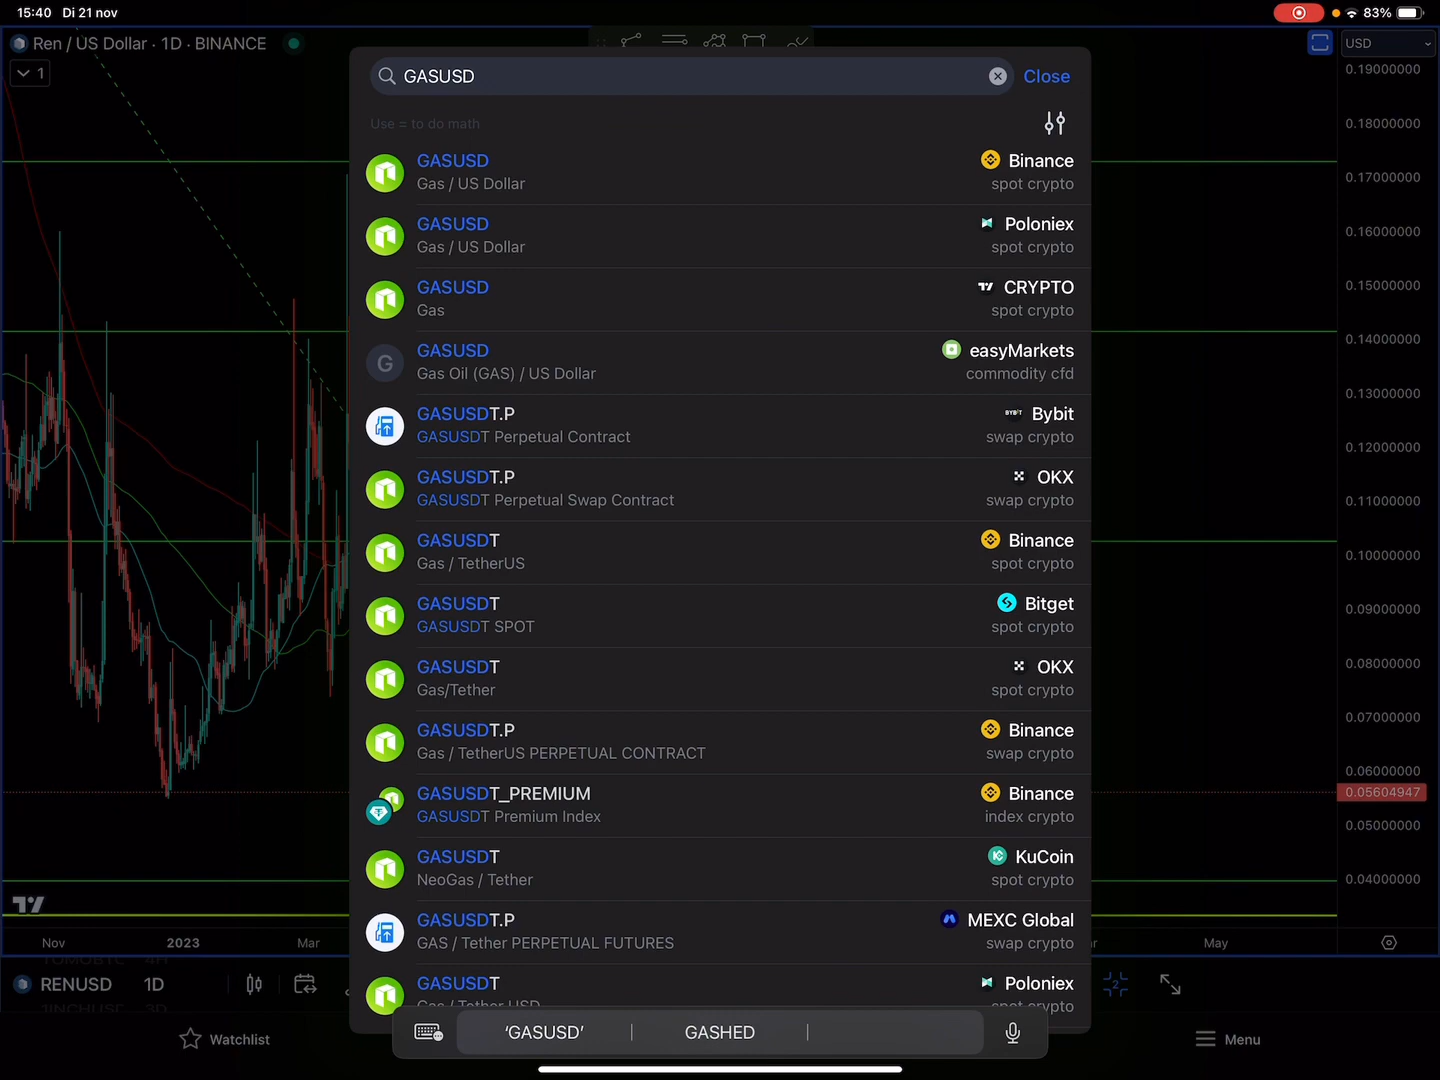 15:40 Di 21 nov
83%
Ren / US Dollar · 1D · BINANCE
USD
1
GASUSD
Close
Use = to do math
GASUSD
Gas / US Dollar
Binance
spot crypto
GASUSD
Gas / US Dollar
Poloniex
spot crypto
GASUSD
Gas
CRYPTO
spot crypto
G
GASUSD
Gas Oil (GAS) / US Dollar
easyMarkets
commodity cfd
GASUSDT.P
GASUSDT Perpetual Contract
BYBIT
Bybit
swap crypto
GASUSDT.P
GASUSDT Perpetual Swap Contract
OKX
swap crypto
GASUSDT
Gas / TetherUS
Binance
spot crypto
GASUSDT
GASUSDT SPOT
Bitget
spot crypto
GASUSDT
Gas/Tether
OKX
spot crypto
GASUSDT.P
Gas / TetherUS PERPETUAL CONTRACT
Binance
swap crypto
GASUSDT_PREMIUM
GASUSDT Premium Index
Binance
index crypto
GASUSDT
NeoGas / Tether
KuCoin
spot crypto
GASUSDT.P
GAS / Tether PERPETUAL FUTURES
MEXC Global
swap crypto
GASUSDT
Gas / Tether USD
Poloniex
spot crypto
0.19000000
0.18000000
0.17000000
0.16000000
0.15000000
0.14000000
0.13000000
0.12000000
0.11000000
0.10000000
0.09000000
0.08000000
0.07000000
0.06000000
0.05604947
0.05000000
0.04000000
Nov
2023
Mar
May
RENUSD
1D
2
'GASUSD'
GASHED
Watchlist
Menu